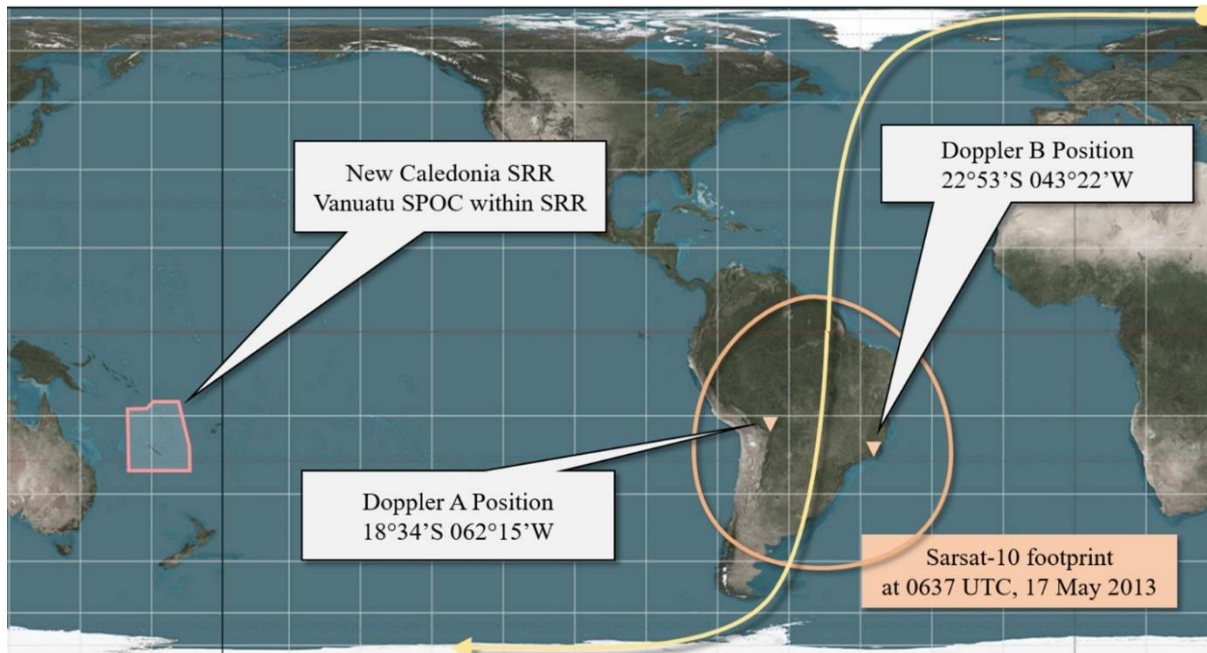 New Caledonia SRR
Vanuatu SPOC within SRR
Doppler B Position
22°53’S 043°22’W
Doppler A Position
18°34’S 062°15’W
Sarsat-10 footprint
at 0637 UTC, 17 May 2013